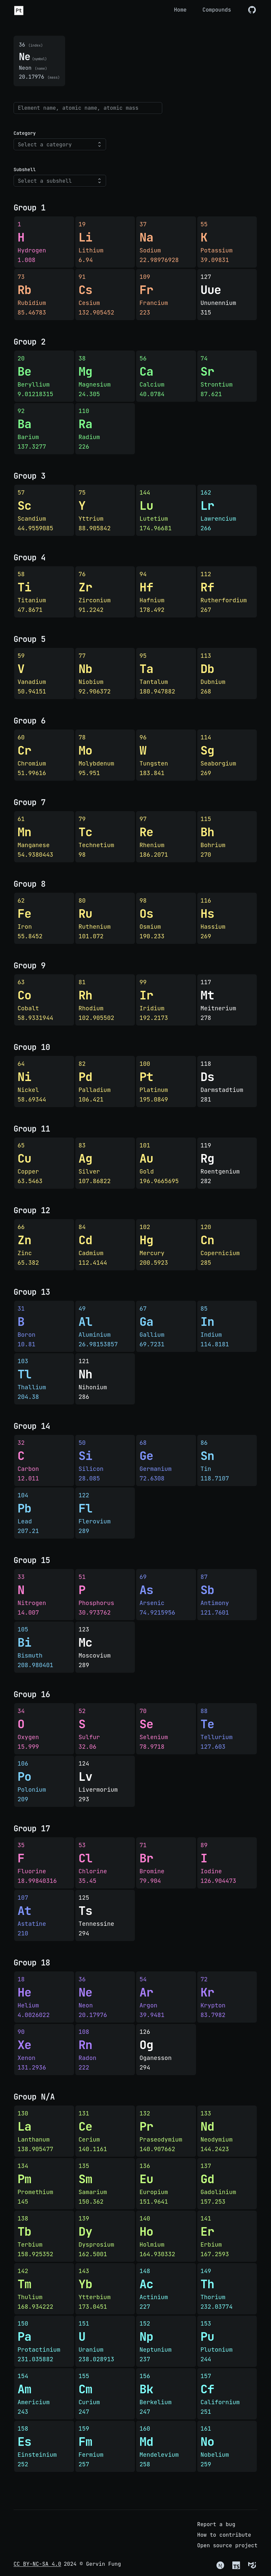 Pt
Home
Compounds
36 (index)
Ne (symbol)
Neon (name)
20.17976 (mass)
Element name, atomic name, atomic mass
Category
Select a category
Subshell
Select a subshell
Group 1
1
H
Hydrogen
1.008
19
Li
Lithium
6.94
37
Na
Sodium
22.98976928
55
K
Potassium
39.09831
73
Rb
Rubidium
85.46783
91
Cs
Cesium
132.905452
109
Fr
Francium
223
127
Uue
Ununennium
315
Group 2
20
Be
Beryllium
9.01218315
38
Mg
Magnesium
24.305
56
Ca
Calcium
40.0784
74
Sr
Strontium
87.621
92
Ba
Barium
137.3277
110
Ra
Radium
226
Group 3
57
Sc
Scandium
44.9559085
75
Y
Yttrium
88.905842
144
Lu
Lutetium
174.96681
162
Lr
Lawrencium
266
Group 4
58
Ti
Titanium
47.8671
76
Zr
Zirconium
91.2242
94
Hf
Hafnium
178.492
112
Rf
Rutherfordium
267
Group 5
59
V
Vanadium
50.94151
77
Nb
Niobium
92.906372
95
Ta
Tantalum
180.947882
113
Db
Dubnium
268
Group 6
60
Cr
Chromium
51.99616
78
Mo
Molybdenum
95.951
96
W
Tungsten
183.841
114
Sg
Seaborgium
269
Group 7
61
Mn
Manganese
54.9380443
79
Tc
Technetium
98
97
Re
Rhenium
186.2071
115
Bh
Bohrium
270
Group 8
62
Fe
Iron
55.8452
80
Ru
Ruthenium
101.072
98
Os
Osmium
190.233
116
Hs
Hassium
269
Group 9
63
Co
Cobalt
58.9331944
81
Rh
Rhodium
102.905502
99
Ir
Iridium
192.2173
117
Mt
Meitnerium
278
Group 10
64
Ni
Nickel
58.69344
82
Pd
Palladium
106.421
100
Pt
Platinum
195.0849
118
Ds
Darmstadtium
281
Group 11
65
Cu
Copper
63.5463
83
Ag
Silver
107.86822
101
Au
Gold
196.9665695
119
Rg
Roentgenium
282
Group 12
66
Zn
Zinc
65.382
84
Cd
Cadmium
112.4144
102
Hg
Mercury
200.5923
120
Cn
Copernicium
285
Group 13
31
B
Boron
10.81
49
Al
Aluminium
26.98153857
67
Ga
Gallium
69.7231
85
In
Indium
114.8181
103
Tl
Thallium
204.38
121
Nh
Nihonium
286
Group 14
32
C
Carbon
12.011
50
Si
Silicon
28.085
68
Ge
Germanium
72.6308
86
Sn
Tin
118.7107
104
Pb
Lead
207.21
122
Fl
Flerovium
289
Group 15
33
N
Nitrogen
14.007
51
P
Phosphorus
30.973762
69
As
Arsenic
74.9215956
87
Sb
Antimony
121.7601
105
Bi
Bismuth
208.980401
123
Mc
Moscovium
289
Group 16
34
O
Oxygen
15.999
52
S
Sulfur
32.06
70
Se
Selenium
78.9718
88
Te
Tellurium
127.603
106
Po
Polonium
209
124
Lv
Livermorium
293
Group 17
35
F
Fluorine
18.99840316
53
Cl
Chlorine
35.45
71
Br
Bromine
79.904
89
I
Iodine
126.904473
107
At
Astatine
210
125
Ts
Tennessine
294
Group 18
18
He
Helium
4.0026022
36
Ne
Neon
20.17976
54
Ar
Argon
39.9481
72
Kr
Krypton
83.7982
90
Xe
Xenon
131.2936
108
Rn
Radon
222
126
Og
Oganesson
294
Group N/A
130
La
Lanthanum
138.905477
131
Ce
Cerium
140.1161
132
Pr
Praseodymium
140.907662
133
Nd
Neodymium
144.2423
134
Pm
Promethium
145
135
Sm
Samarium
150.362
136
Eu
Europium
151.9641
137
Gd
Gadolinium
157.253
138
Tb
Terbium
158.925352
139
Dy
Dysprosium
162.5001
140
Ho
Holmium
164.930332
141
Er
Erbium
167.2593
142
Tm
Thulium
168.934222
143
Yb
Ytterbium
173.0451
148
Ac
Actinium
227
149
Th
Thorium
232.03774
150
Pa
Protactinium
231.035882
151
U
Uranium
238.028913
152
Np
Neptunium
237
153
Pu
Plutonium
244
154
Am
Americium
243
155
Cm
Curium
247
156
Bk
Berkelium
247
157
Cf
Californium
251
158
Es
Einsteinium
252
159
Fm
Fermium
257
160
Md
Mendelevium
258
161
No
Nobelium
259
Report a bug
How to contribute
Open source project
CC BY-NC-SA 4.0 2024 © Gervin Fung